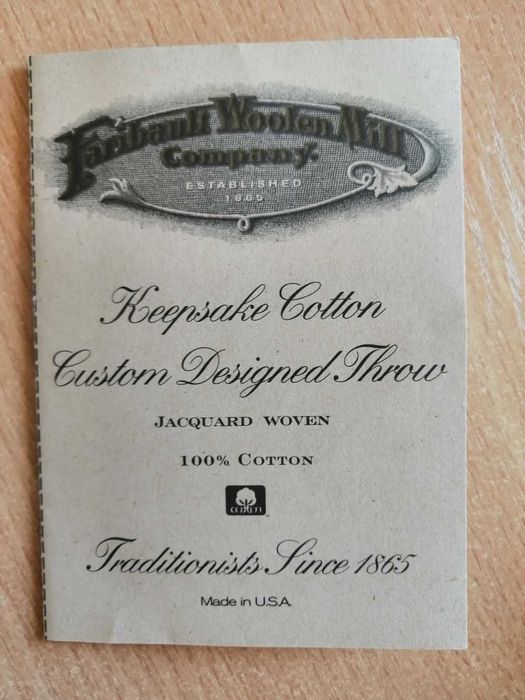 Faribault Woolen Mill
Company.
ESTABLISHED
1865
Keepsake Cotton
Custom Designed Throw
JACQUARD WOVEN
100% COTTON
COTTON
Traditionists Since 1865
Made in U.S.A.